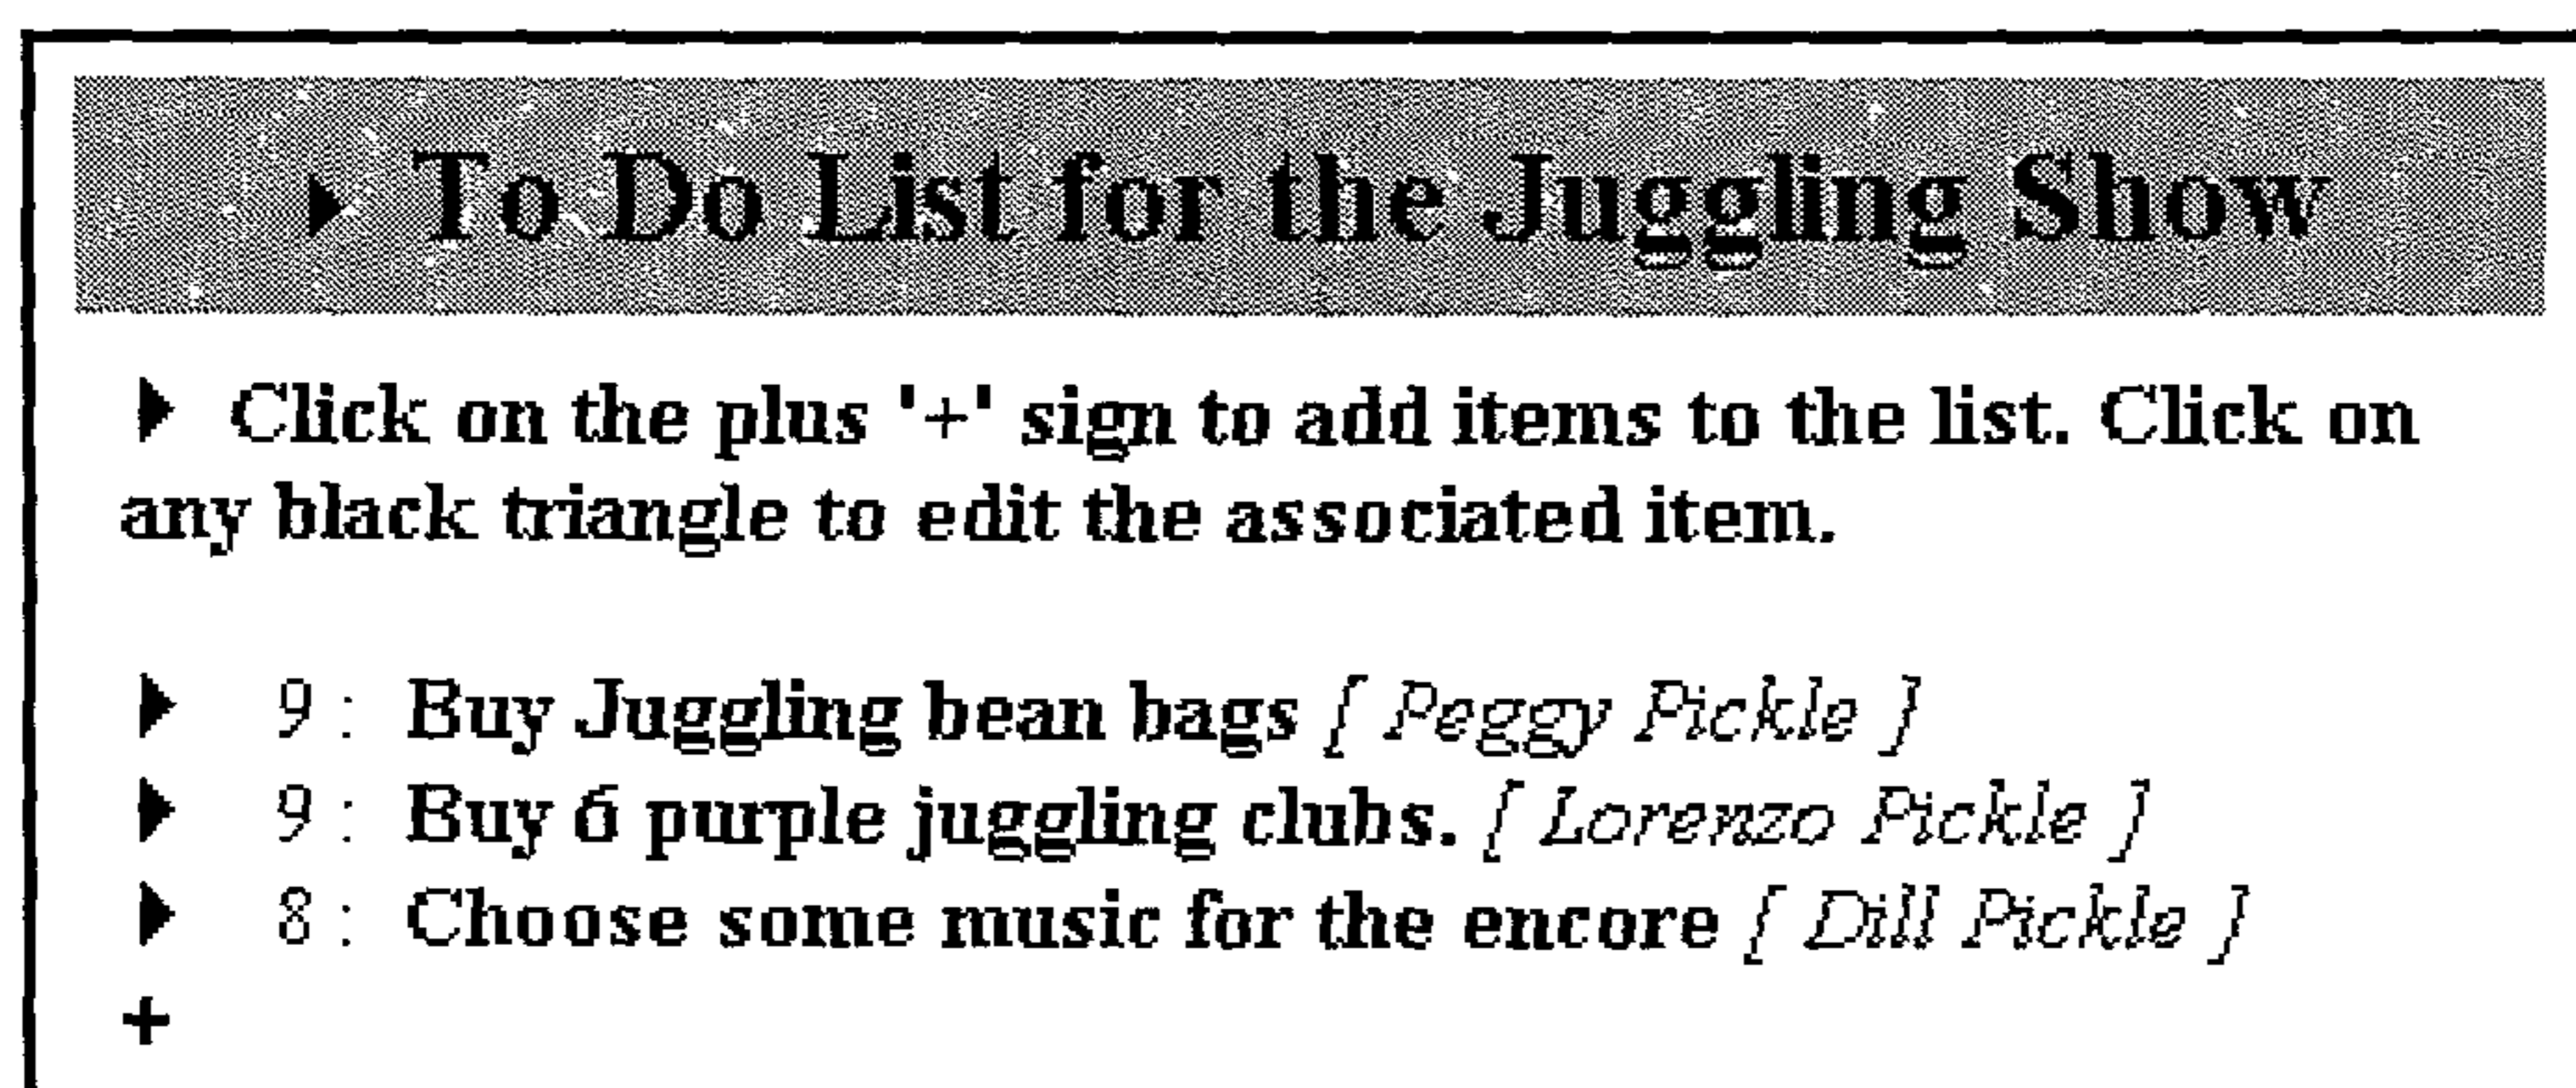 To Do List for the Juggling Show
Click on the plus '+' sign to add items to the list. Click on
any black triangle to edit the associated item.
9: Buy Juggling bean bags [ Peggy Pickle ]
9: Buy 6 purple juggling clubs. [ Lorenzo Pickle ]
8: Choose some music for the encore [ Dill Pickle ]
+